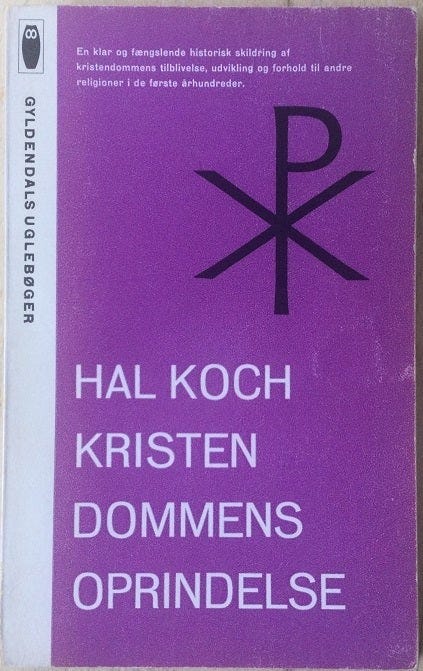 En klar og fængslende historisk skildring af
kristendommens tilblivelse, udvikling og forhold til andre
religioner i de første århundreder.
GYLDENDALS UGLEBØGER
HAL KOCH
KRISTEN
DOMMENS
OPRINDELSE